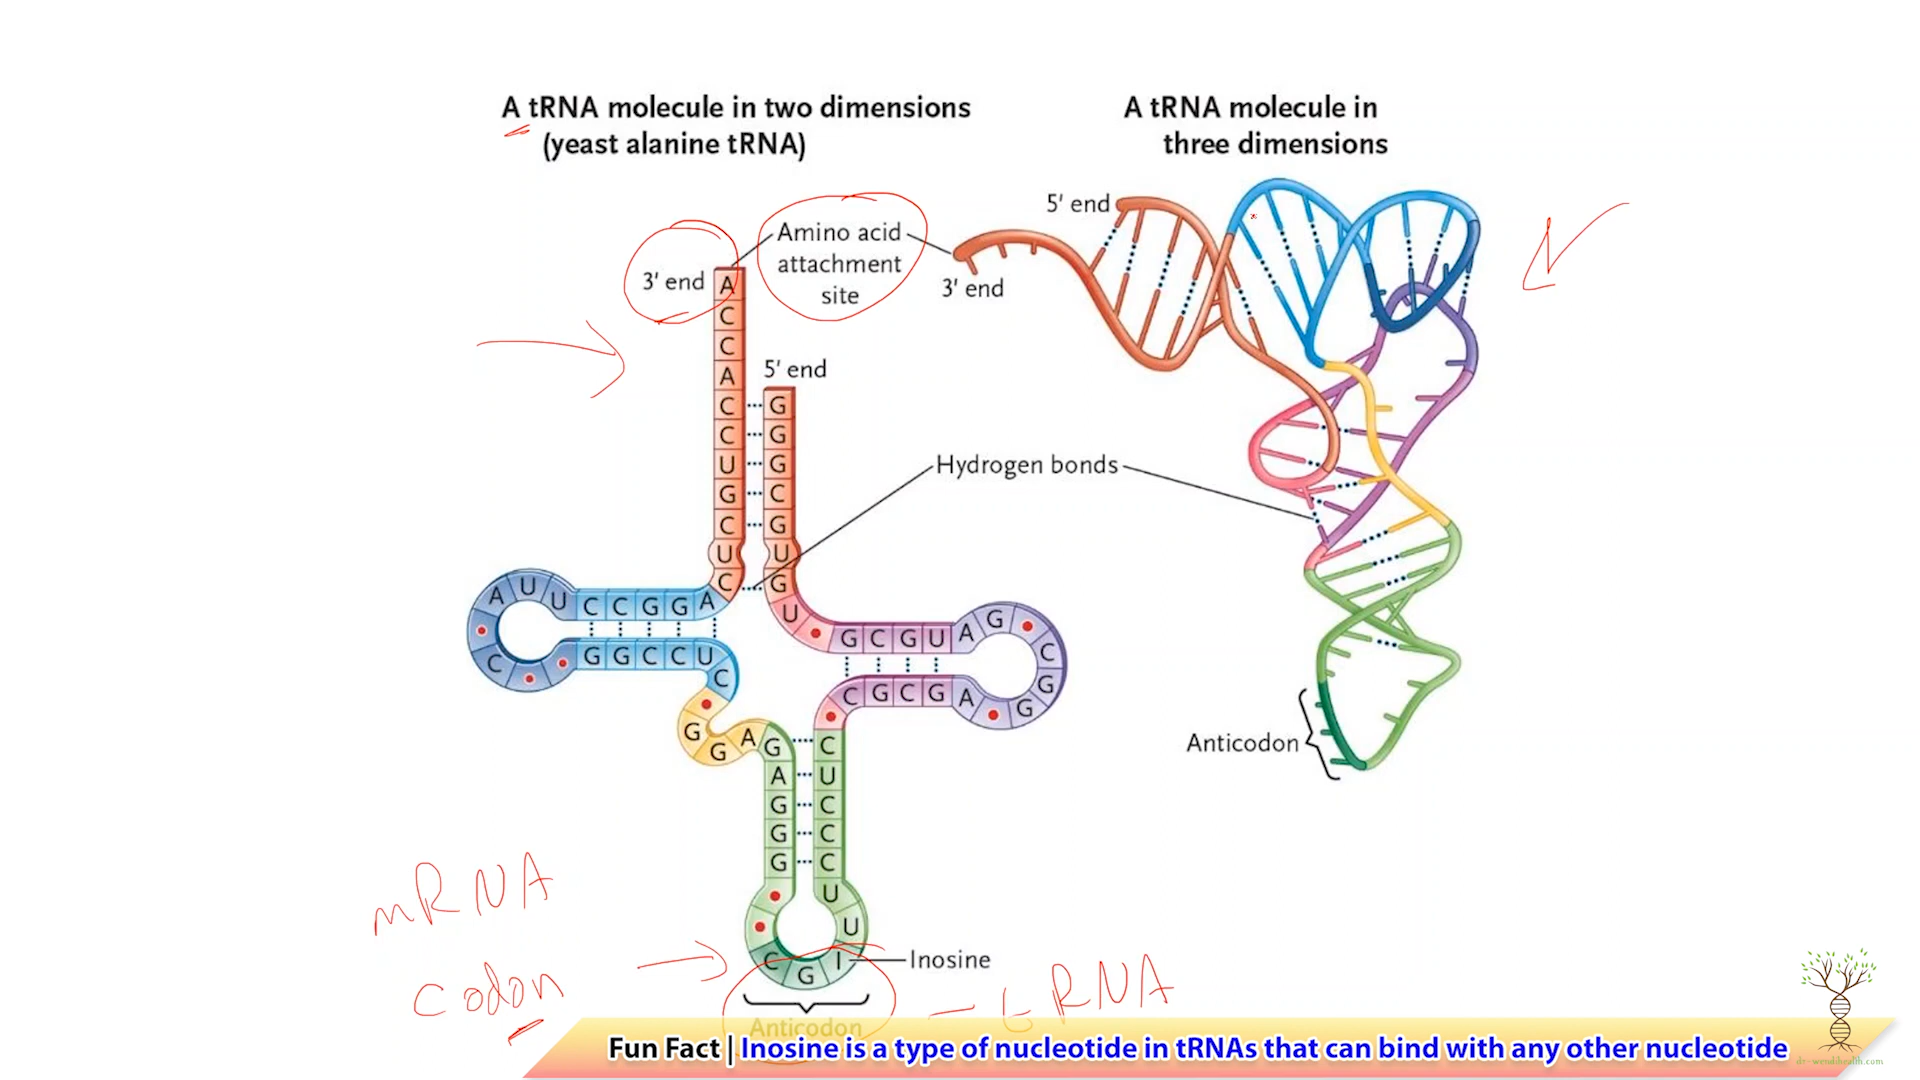 A tRNA molecule in two dimensions
(yeast alanine tRNA)
A tRNA molecule in
three dimensions
3' end
Amino acid
attachment
site
5' end
3' end
5' end
A
C
C
A
C
C
U
G
C
U
C
G
G
G
C
G
U
G
U
Hydrogen bonds
A U U C C G G A
C G G C C U C
G G A G
A
G
G
G
G C G U A G C G G
C G C G A
C
U
C
C
C
U
U
C G I
Inosine
Anticodon
Anticodon
mRNA
codon
tRNA
Fun Fact | Inosine is a type of nucleotide in tRNAs that can bind with any other nucleotide